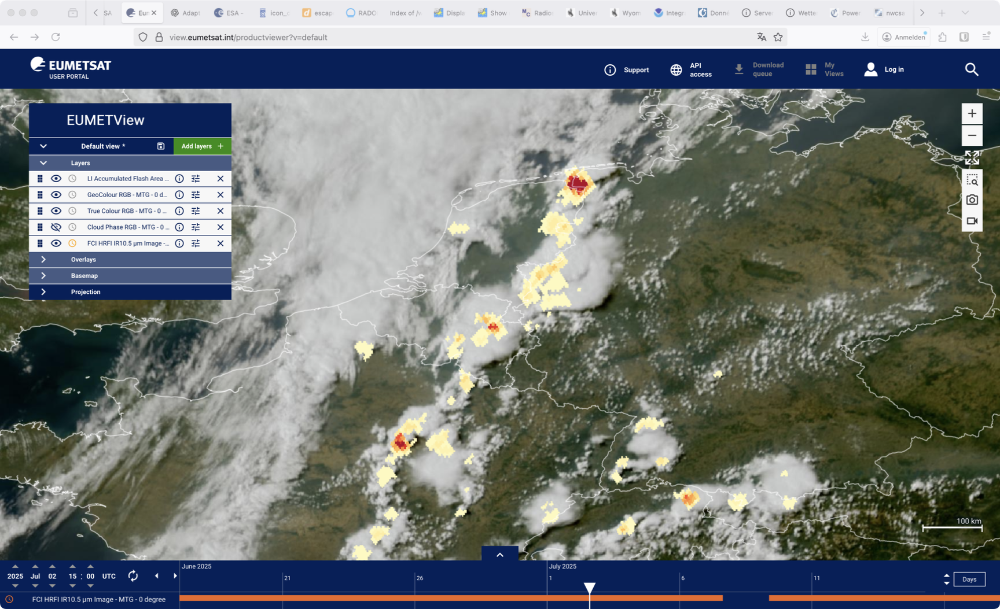 SA
Eun
Adapt
ESA -
icon_c
escap
RADO
Index of /w
Displa
Show
Radios
Univer
Wyom
Integr
Donné
Server
Wette
Power
nwcsa
view.eumetsat.int/productviewer?v=default
Anmelden
EUMETSAT
USER PORTAL
Support
API
access
Download
queue
My
Views
Log in
EUMETView
Default view *
Add layers +
Layers
LI Accumulated Flash Area ...
GeoColour RGB - MTG - 0 d...
True Colour RGB - MTG - 0 ...
Cloud Phase RGB - MTG - 0 ...
FCI HRFI IR10.5 µm Image -...
Overlays
Basemap
Projection
100 km
June 2025
July 2025
2025 Jul 02 15 : 00 UTC
21
26
1
6
11
Days
FCI HRFI IR10.5 µm Image - MTG - 0 degree